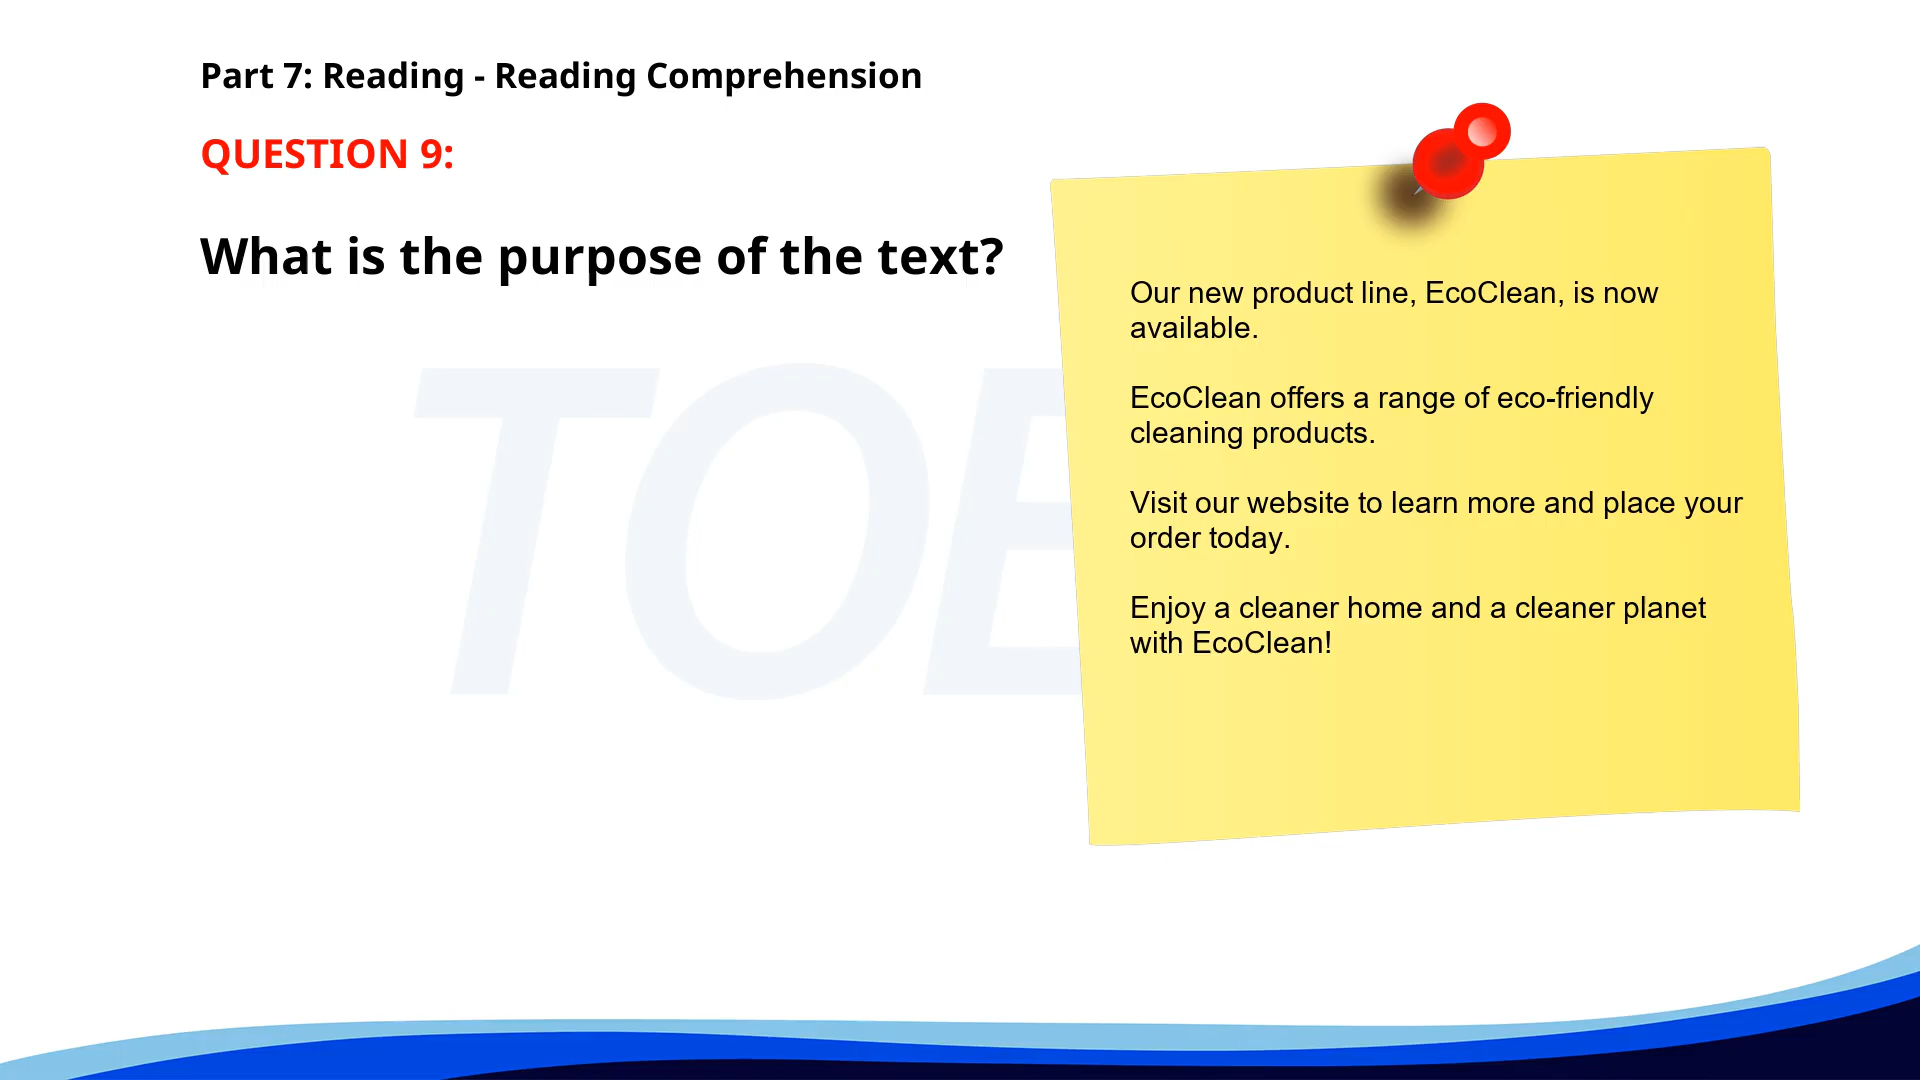 Part 7: Reading - Reading Comprehension
QUESTION 9:
What is the purpose of the text?
Our new product line, EcoClean, is now
available.
EcoClean offers a range of eco-friendly
cleaning products.
Visit our website to learn more and place your
order today.
Enjoy a cleaner home and a cleaner planet
with EcoClean!
TOE